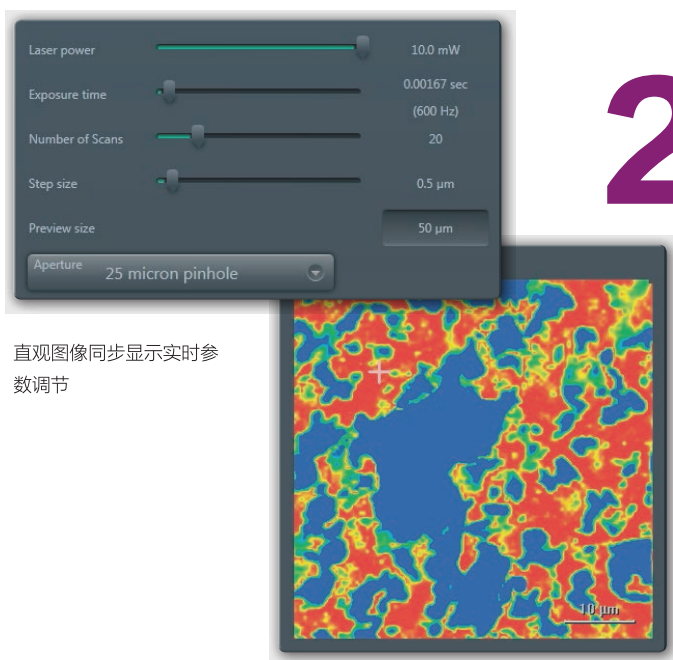 Laser power 10.0 mW
Exposure time 0.00167 sec
(600 Hz)
Number of Scans 20
Step size 0.5 μm
Preview size 50 μm
Aperture 25 micron pinhole
2
直观图像同步显示实时参
数调节
10 μm